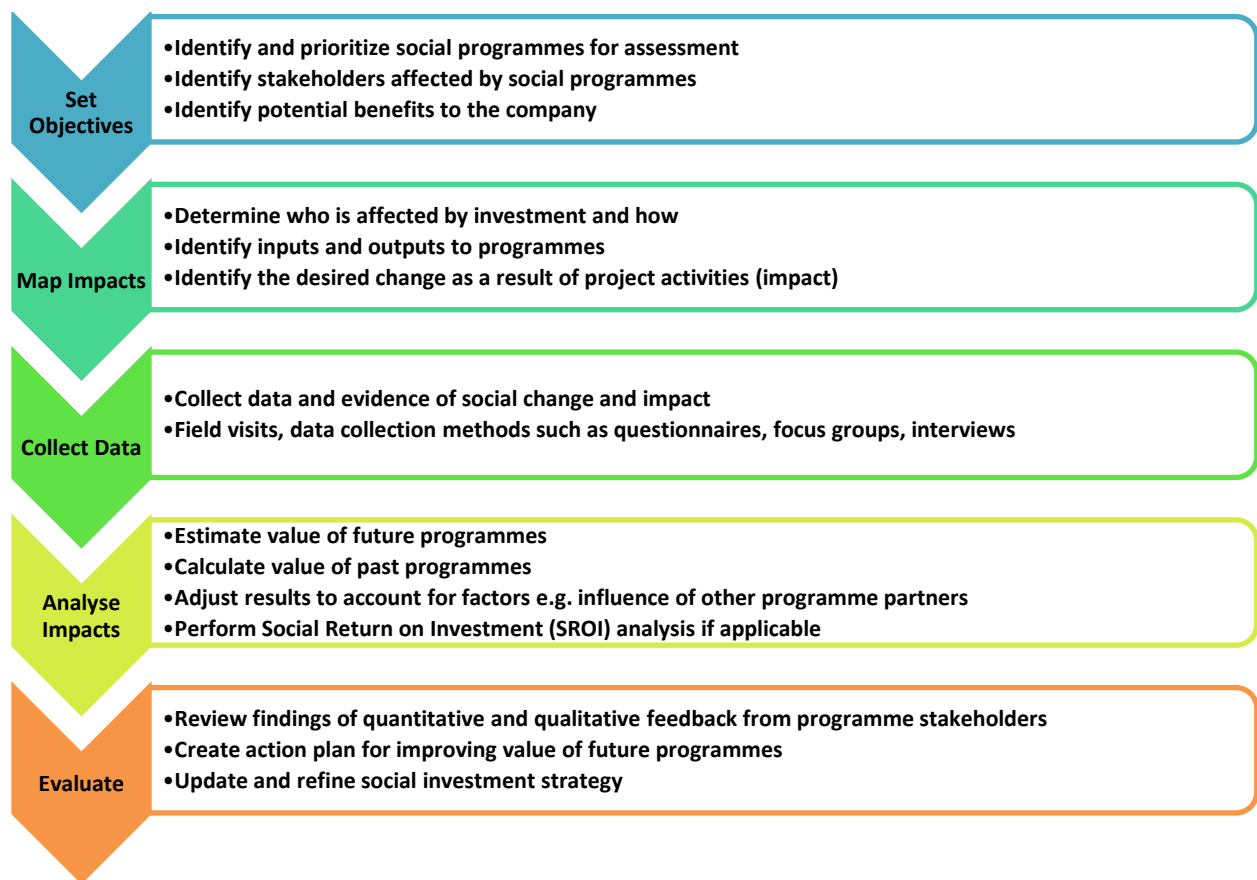 Set
Objectives
•Identify and prioritize social programmes for assessment
•Identify stakeholders affected by social programmes
•Identify potential benefits to the company
Map Impacts
•Determine who is affected by investment and how
•Identify inputs and outputs to programmes
•Identify the desired change as a result of project activities (impact)
Collect Data
•Collect data and evidence of social change and impact
•Field visits, data collection methods such as questionnaires, focus groups, interviews
Analyse
Impacts
•Estimate value of future programmes
•Calculate value of past programmes
•Adjust results to account for factors e.g. influence of other programme partners
•Perform Social Return on Investment (SROI) analysis if applicable
Evaluate
•Review findings of quantitative and qualitative feedback from programme stakeholders
•Create action plan for improving value of future programmes
•Update and refine social investment strategy